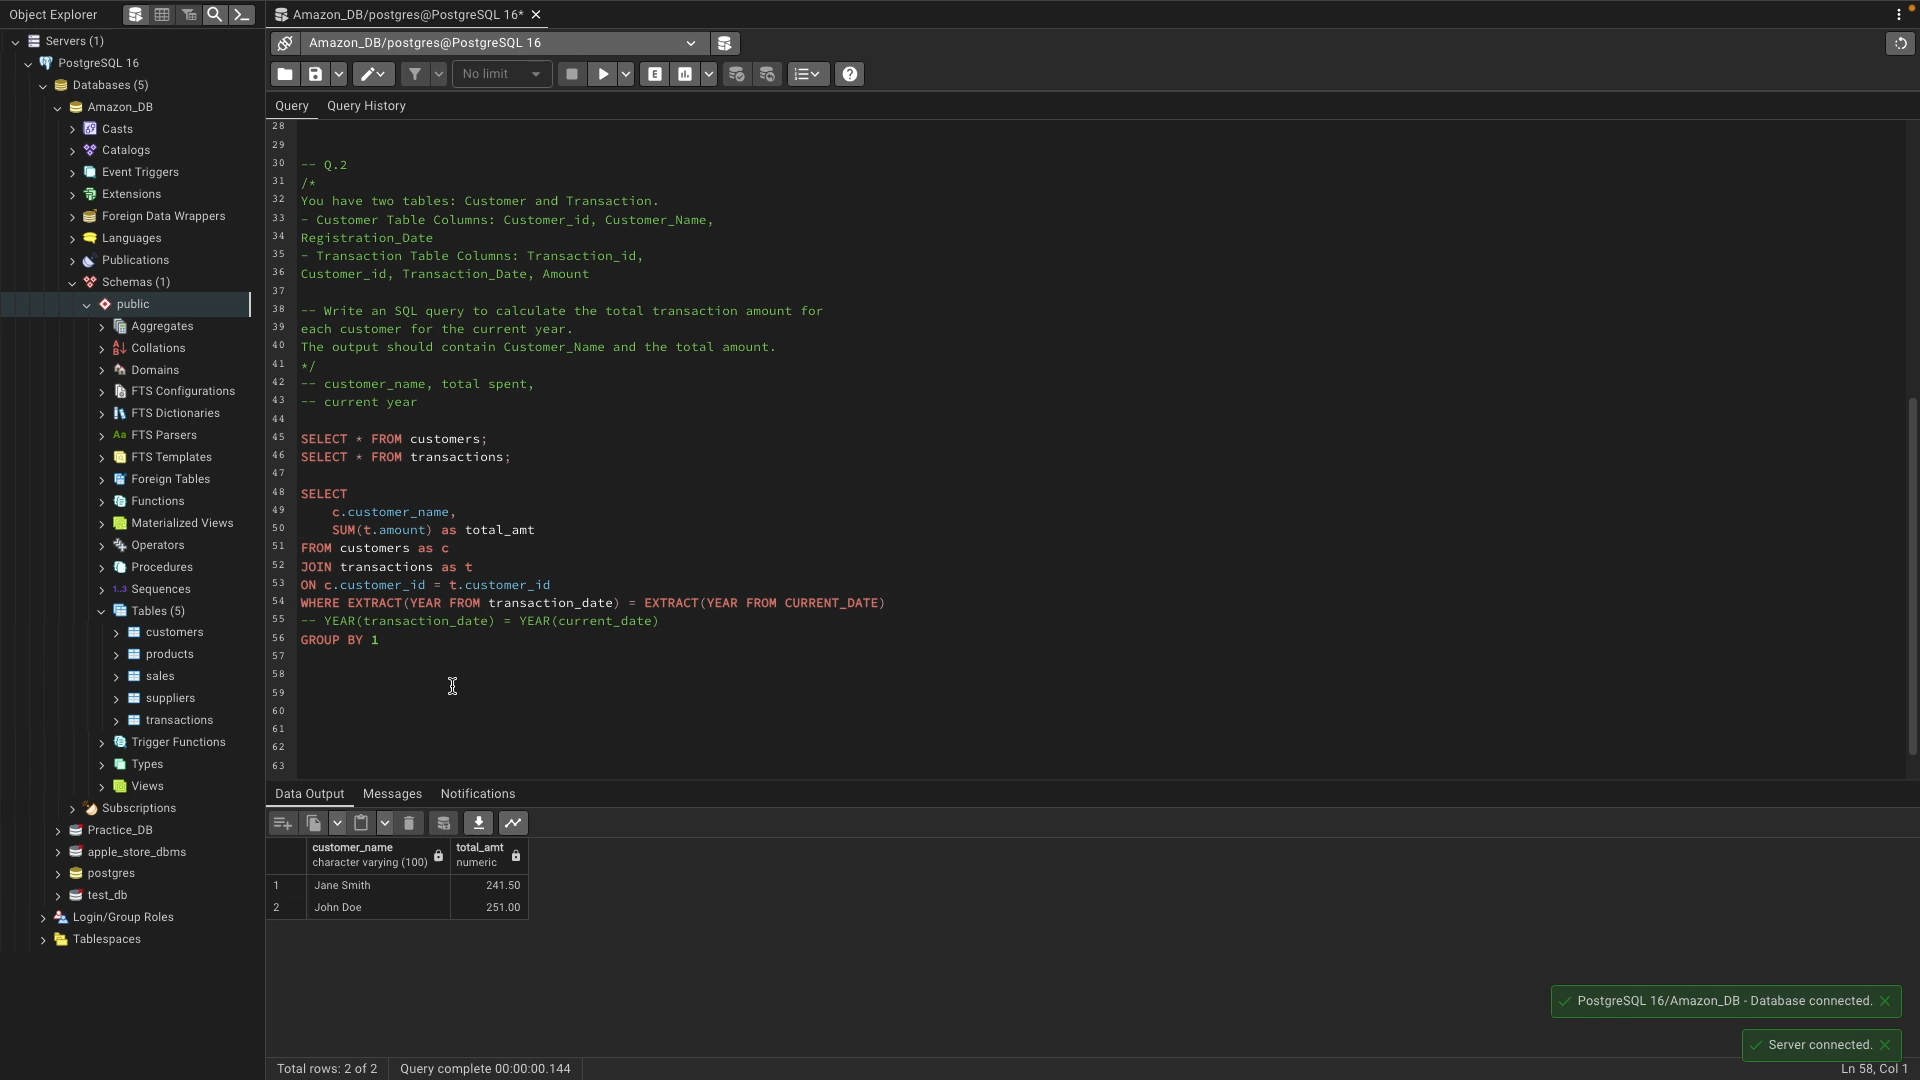 Object Explorer
Amazon_DB/postgres@PostgreSQL 16*
Servers (1)
PostgreSQL 16
Databases (5)
Amazon_DB
Casts
Catalogs
Event Triggers
Extensions
Foreign Data Wrappers
Languages
Publications
Schemas (1)
public
Aggregates
Collations
Domains
FTS Configurations
FTS Dictionaries
Aa FTS Parsers
FTS Templates
Foreign Tables
Functions
Materialized Views
Operators
Procedures
1..3 Sequences
Tables (5)
customers
products
sales
suppliers
transactions
Trigger Functions
Types
Views
Subscriptions
Practice_DB
apple_store_dbms
postgres
test_db
Login/Group Roles
Tablespaces
Amazon_DB/postgres@PostgreSQL 16
No limit
E
Query Query History
28
29
30 -- Q.2
31 /*
32 You have two tables: Customer and Transaction.
33 - Customer Table Columns: Customer_id, Customer_Name,
34 Registration_Date
35 - Transaction Table Columns: Transaction_id,
36 Customer_id, Transaction_Date, Amount
37
38 -- Write an SQL query to calculate the total transaction amount for
39 each customer for the current year.
40 The output should contain Customer_Name and the total amount.
41 */
42 -- customer_name, total spent,
43 -- current year
44
45 SELECT * FROM customers;
46 SELECT * FROM transactions;
47
48 SELECT
49 c.customer_name,
50 SUM(t.amount) as total_amt
51 FROM customers as c
52 JOIN transactions as t
53 ON c.customer_id = t.customer_id
54 WHERE EXTRACT(YEAR FROM transaction_date) = EXTRACT(YEAR FROM CURRENT_DATE)
55 -- YEAR(transaction_date) = YEAR(current_date)
56 GROUP BY 1
57
58
59
60
61
62
63
Data Output Messages Notifications
customer_name total_amt
character varying (100) numeric
1 Jane Smith 241.50
2 John Doe 251.00
PostgreSQL 16/Amazon_DB - Database connected.
Server connected.
Total rows: 2 of 2 Query complete 00:00:00.144 Ln 58, Col 1